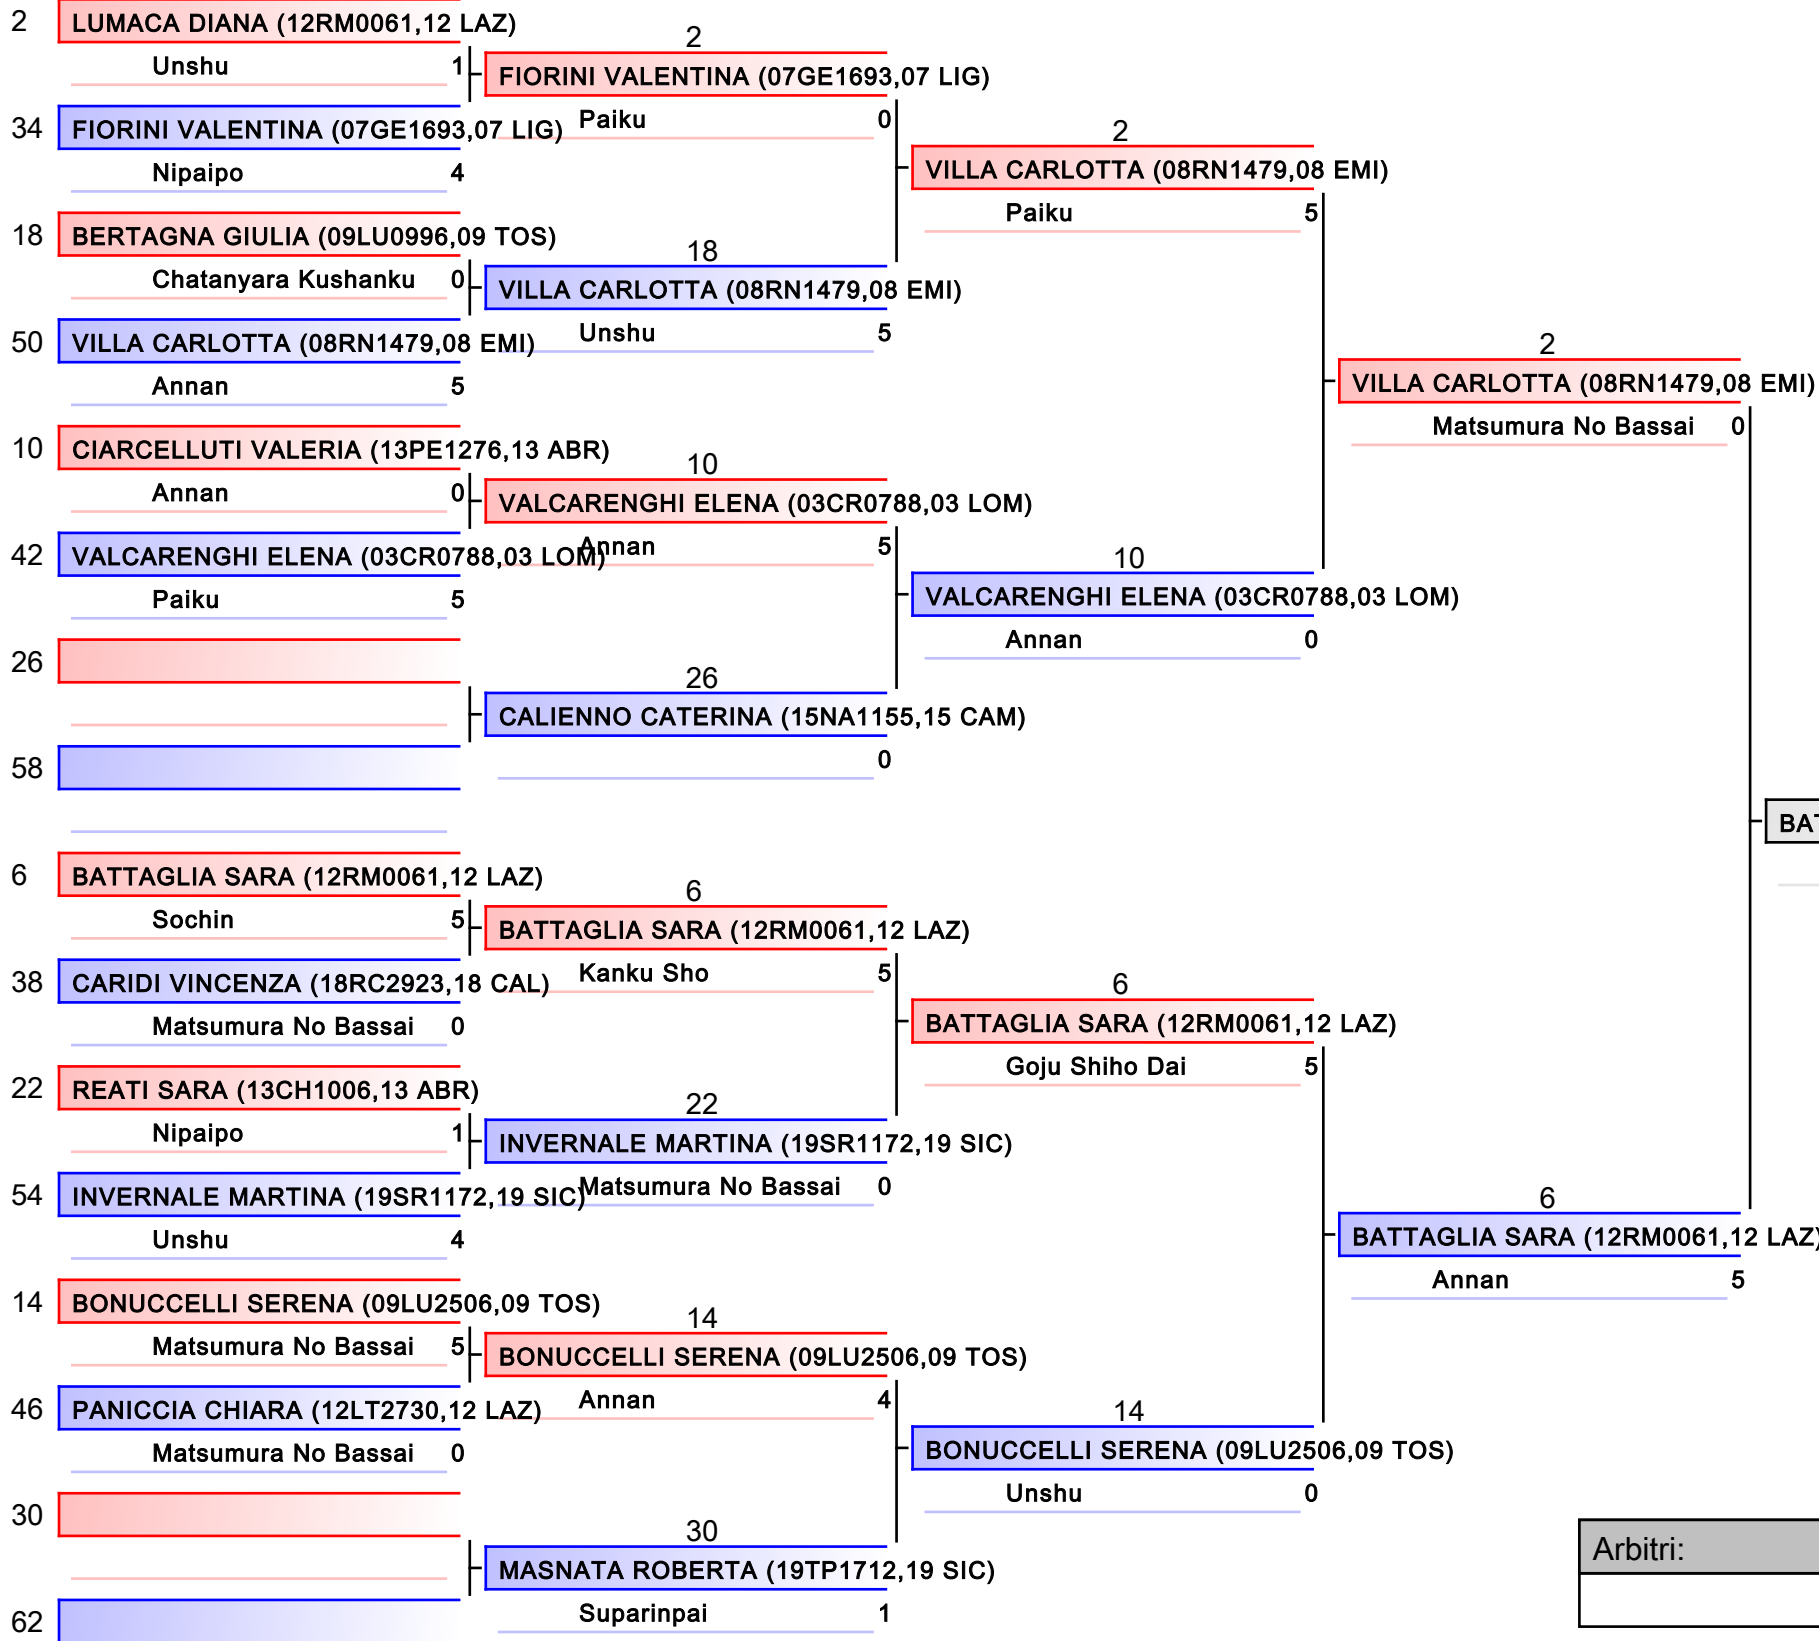 2
LUMACA DIANA (12RM0061,12 LAZ)
Unshu 1
34
FIORINI VALENTINA (07GE1693,07 LIG)
Nipaipo 4
18
BERTAGNA GIULIA (09LU0996,09 TOS)
Chatanyara Kushanku 0
50
VILLA CARLOTTA (08RN1479,08 EMI)
Annan 5
10
CIARCELLUTI VALERIA (13PE1276,13 ABR)
Annan 0
42
VALCARENGHI ELENA (03CR0788,03 LOM)
Paiku 5
26
58
6
BATTAGLIA SARA (12RM0061,12 LAZ)
Sochin 5
38
CARIDI VINCENZA (18RC2923,18 CAL)
Matsumura No Bassai 0
22
REATI SARA (13CH1006,13 ABR)
Nipaipo 1
54
INVERNALE MARTINA (19SR1172,19 SIC)
Unshu 4
14
BONUCCELLI SERENA (09LU2506,09 TOS)
Matsumura No Bassai 5
46
PANICCIA CHIARA (12LT2730,12 LAZ)
Matsumura No Bassai 0
30
62
2
FIORINI VALENTINA (07GE1693,07 LIG)
Paiku 0
18
VILLA CARLOTTA (08RN1479,08 EMI)
Unshu 5
10
VALCARENGHI ELENA (03CR0788,03 LOM)
Annan 5
26
CALIENNO CATERINA (15NA1155,15 CAM)
0
6
BATTAGLIA SARA (12RM0061,12 LAZ)
Kanku Sho 5
22
INVERNALE MARTINA (19SR1172,19 SIC)
Matsumura No Bassai 0
14
BONUCCELLI SERENA (09LU2506,09 TOS)
Annan 4
30
MASNATA ROBERTA (19TP1712,19 SIC)
Suparinpai 1
2
VILLA CARLOTTA (08RN1479,08 EMI)
Paiku 5
10
VALCARENGHI ELENA (03CR0788,03 LOM)
Annan 0
6
BATTAGLIA SARA (12RM0061,12 LAZ)
Goju Shiho Dai 5
14
BONUCCELLI SERENA (09LU2506,09 TOS)
Unshu 0
2
VILLA CARLOTTA (08RN1479,08 EMI)
Matsumura No Bassai 0
6
BATTAGLIA SARA (12RM0061,12 LAZ)
Annan 5
BAT
Arbitri: